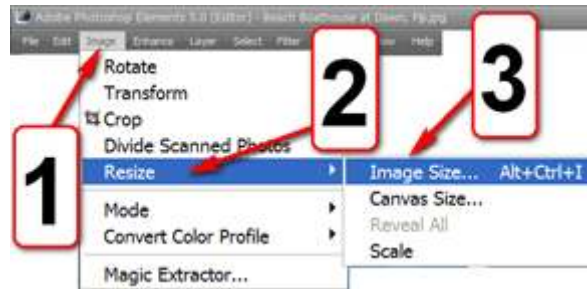 Adobe Photoshop Elements 5.0 (Editor) - Beach Boathouse at Dawn, Fip.jpg
File Edit Image Enhance Layer Select Filter Help
Rotate
Transform
Crop
Divide Scanned Photos
Resize
Image Size... Alt+Ctrl+I
Canvas Size...
Reveal All
Scale
Mode
Convert Color Profile
Magic Extractor...
1
2
3